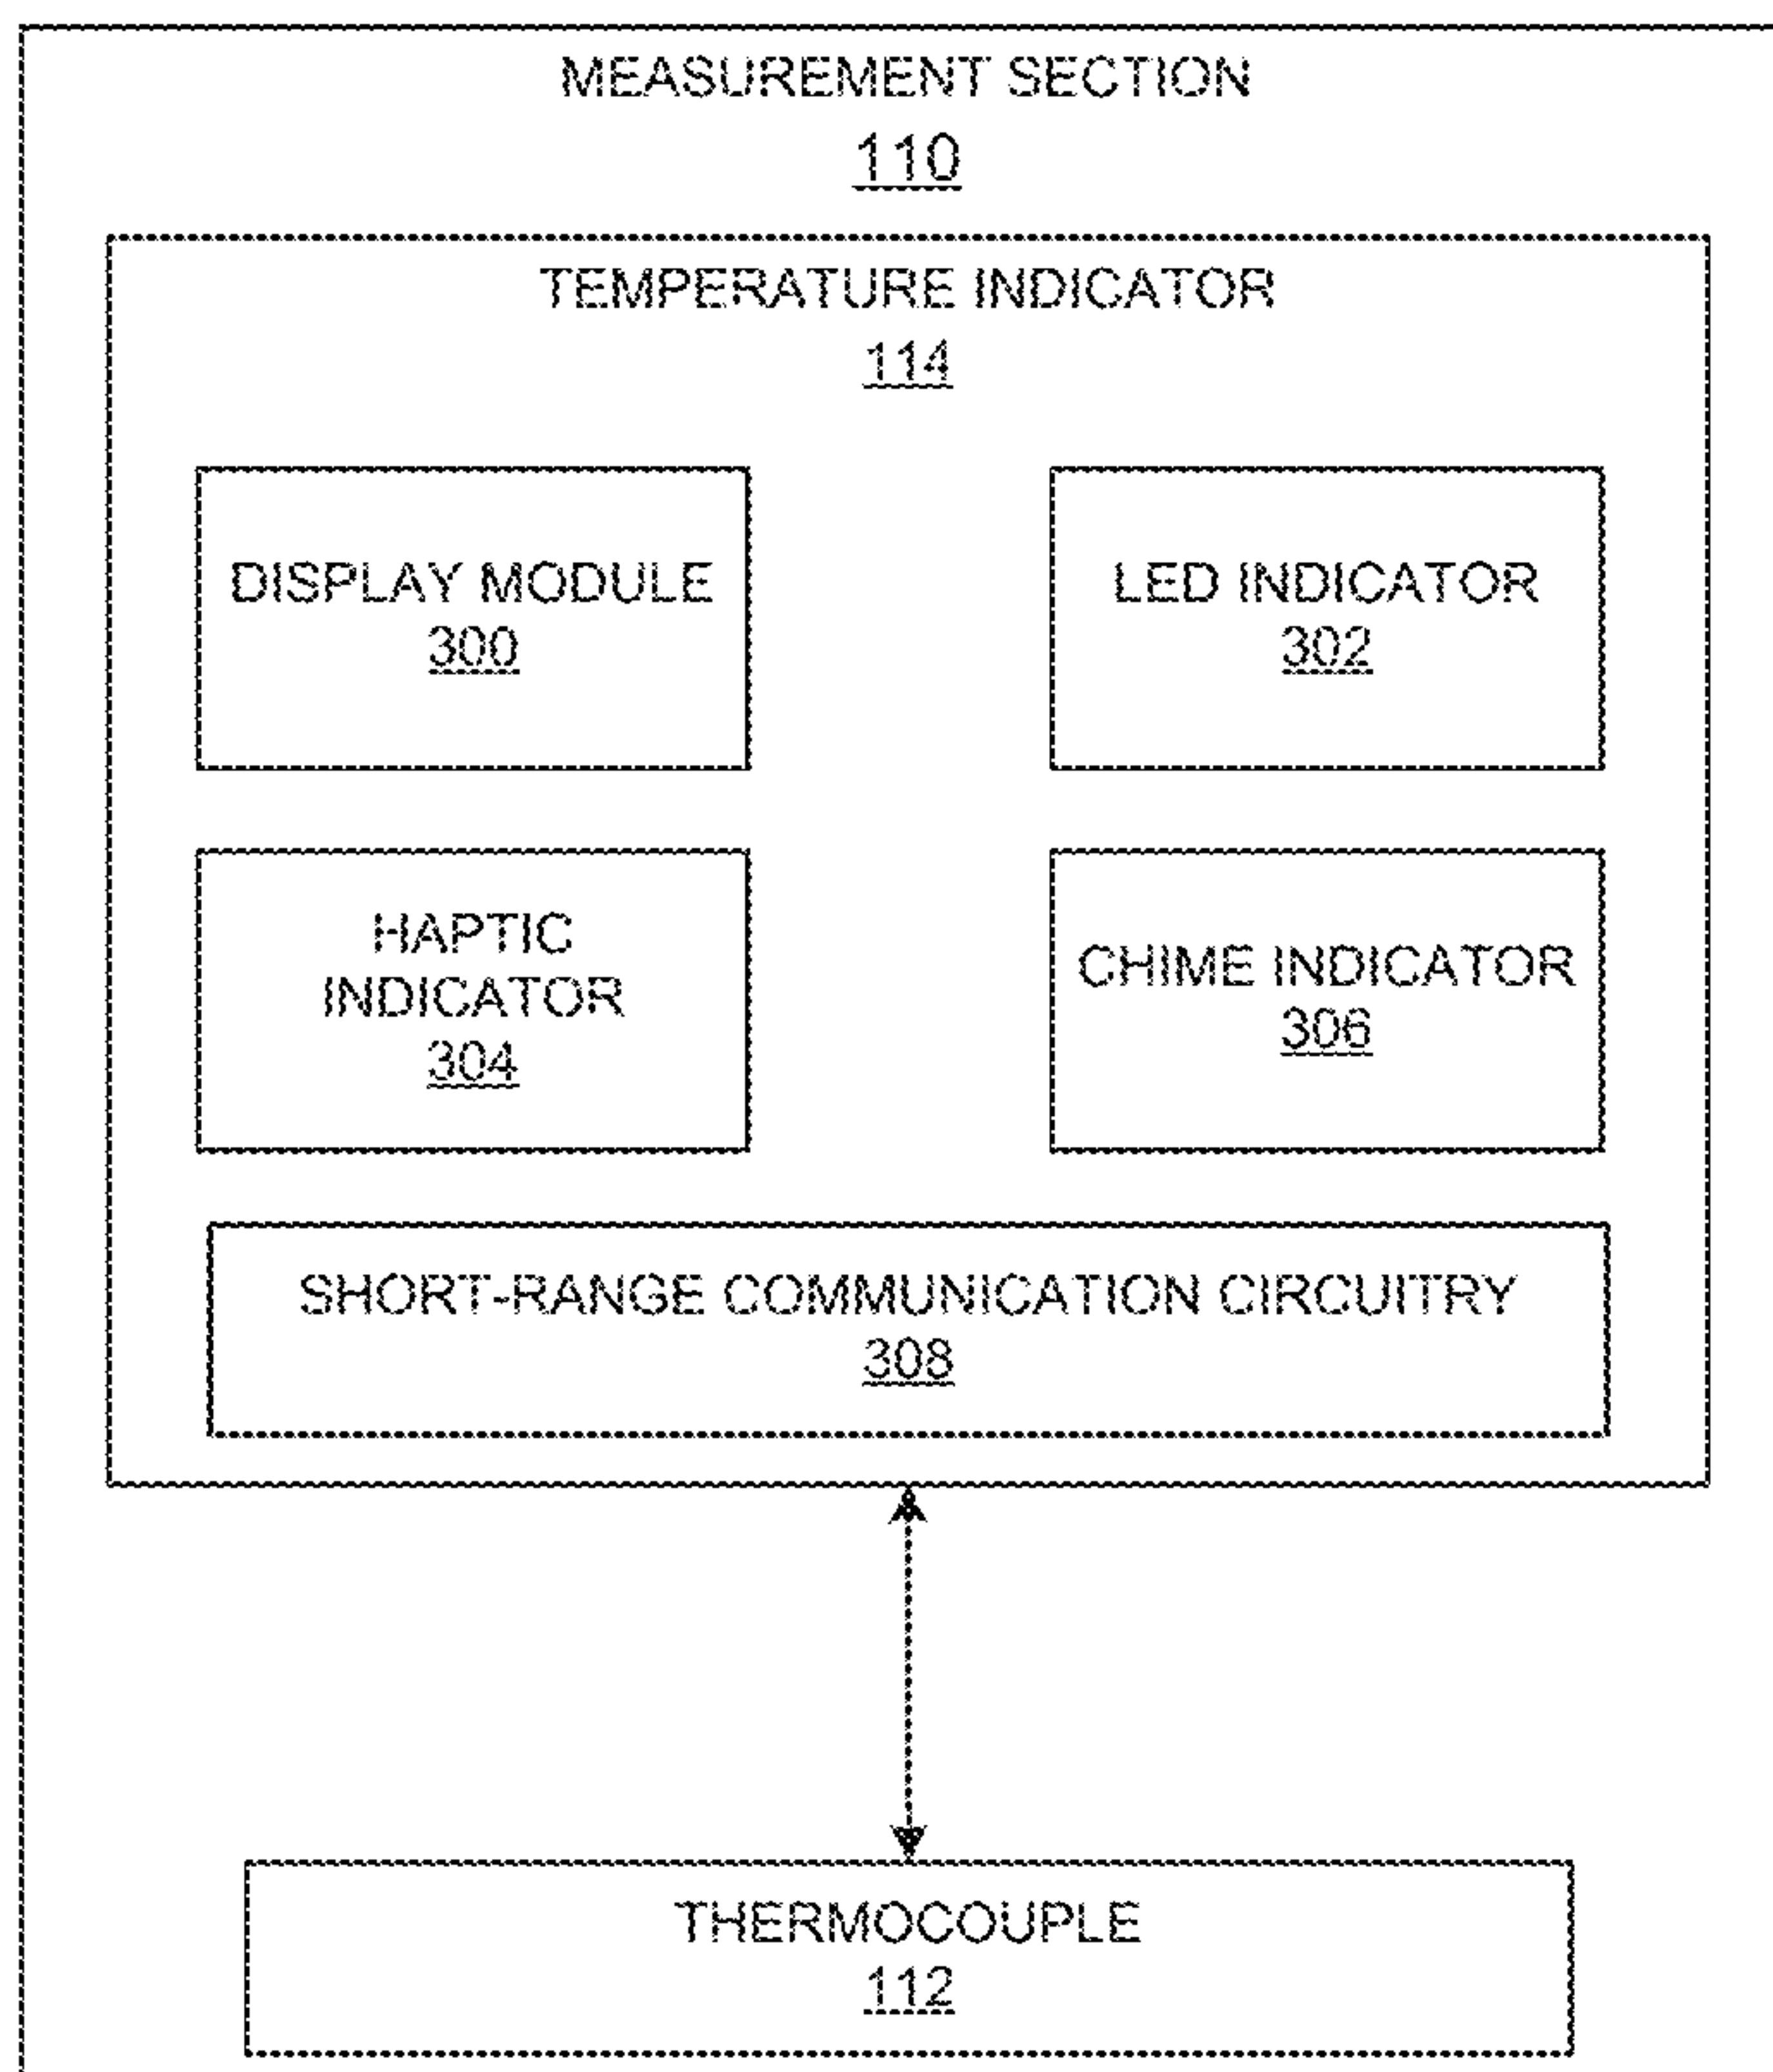 MEASUREMENT SECTION
110
TEMPERATURE INDICATOR
114
DISPLAY MODULE
300
LED INDICATOR
302
HAPTIC
INDICATOR
304
CHIME INDICATOR
306
SHORT-RANGE COMMUNICATION CIRCUITRY
308
THERMOCOUPLE
112